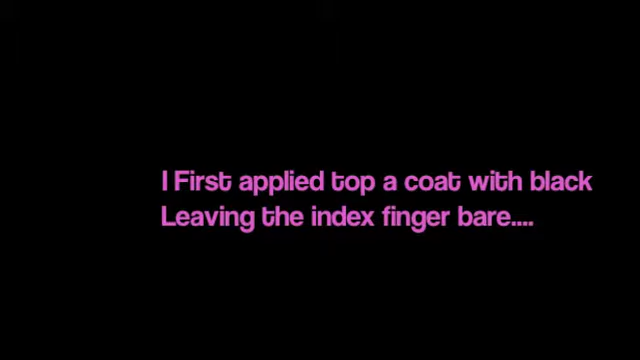 I First applied top a coat with black
Leaving the index finger bare....